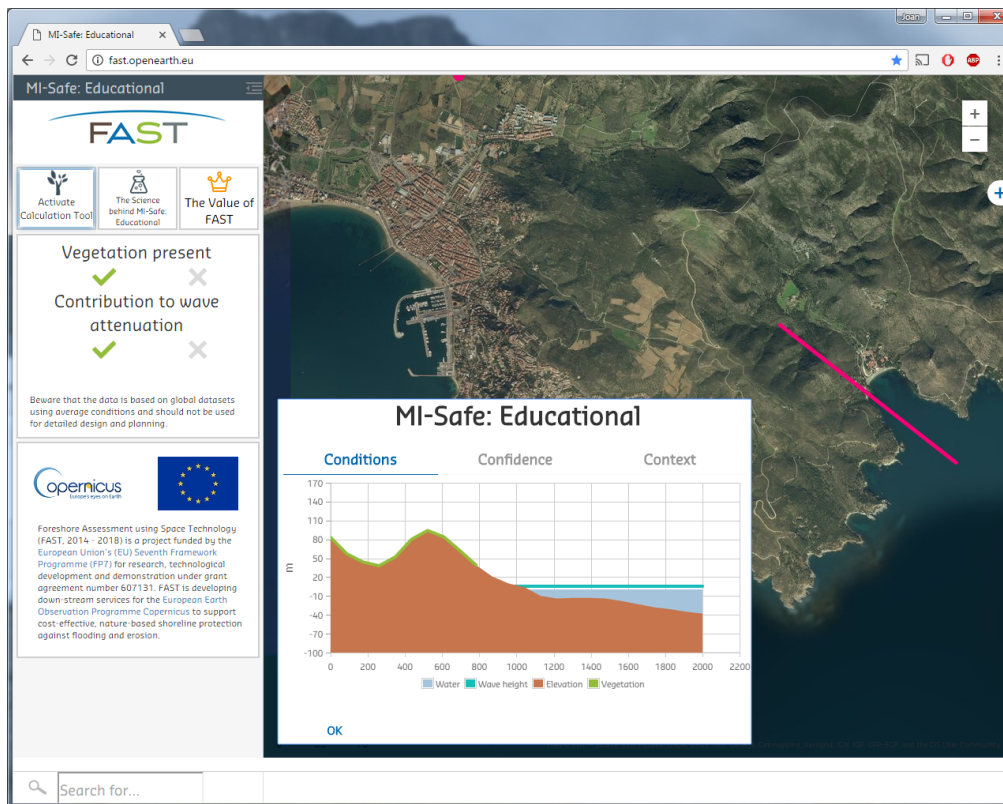 Joan
MI-Safe: Educational
fast.openearth.eu
ABP
MI-Safe: Educational
FAST
Activate
Calculation Tool
The Science
behind MI-Safe:
Educational
The Value of
FAST
Vegetation present
Contribution to wave
attenuation
Beware that the data is based on global datasets
using average conditions and should not be used
for detailed design and planning.
opernicus
Europe's eyes on Earth
Foreshore Assessment using Space Technology
(FAST, 2014 - 2018) is a project funded by the
European Union's (EU) Seventh Framework
Programme (FP7) for research, technological
development and demonstration under grant
agreement number 607131. FAST is developing
down-stream services for the European Earth
Observation Programme Copernicus to support
cost-effective, nature-based shoreline protection
against flooding and erosion.
MI-Safe: Educational
Conditions Confidence Context
170
140
110
80
50
20
-10
-40
-70
-100
m
0 200 400 600 800 1000 1200 1400 1600 1800 2000 2200
Water Wave height Elevation Vegetation
OK
Search for...